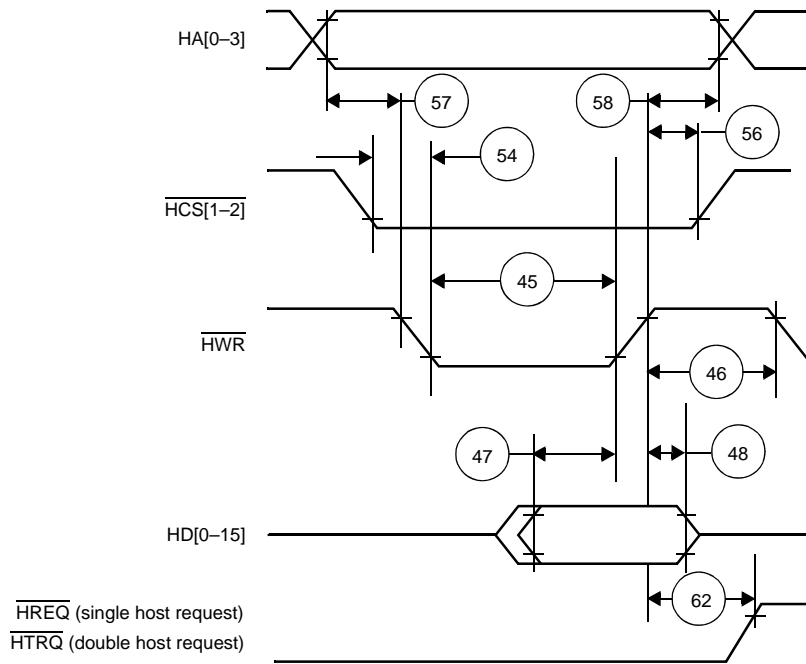 HA[0–3]
57
58
56
54
HCS[1–2]
45
HWR
46
47
48
HD[0–15]
62
HREQ (single host request)
HTRQ (double host request)